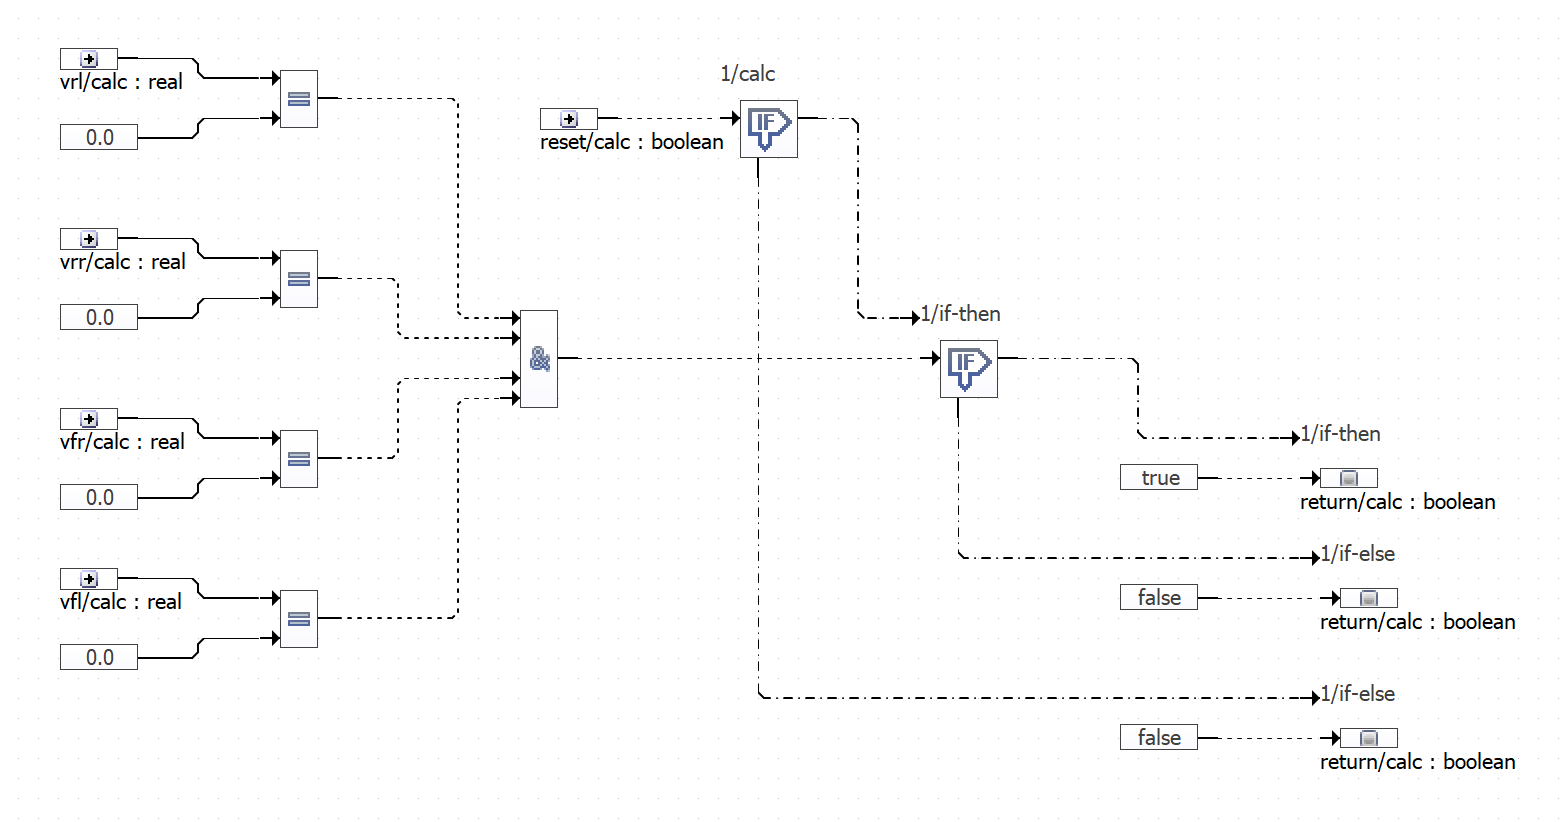 vrl/calc : real
0.0
vrr/calc : real
0.0
vfr/calc : real
0.0
vfl/calc : real
0.0
&
1/calc
IF
reset/calc : boolean
1/if-then
IF
1/if-then
true
return/calc : boolean
1/if-else
false
return/calc : boolean
1/if-else
false
return/calc : boolean